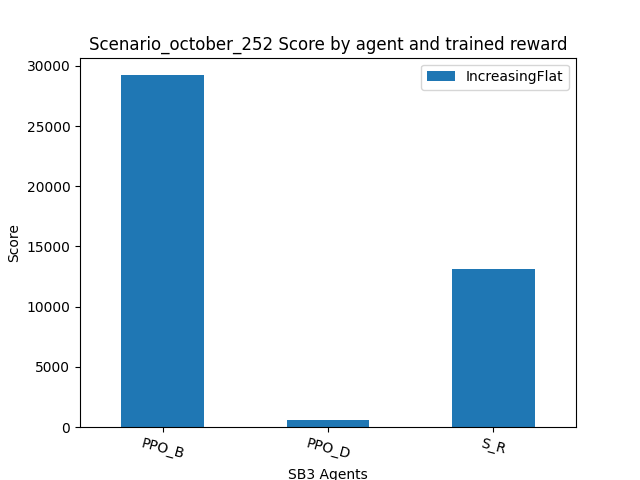 Scenario_october_252 Score by agent and trained reward
IncreasingFlat
30000
25000
20000
15000
10000
5000
0
Score
PPO_B
PPO_D
S_R
SB3 Agents